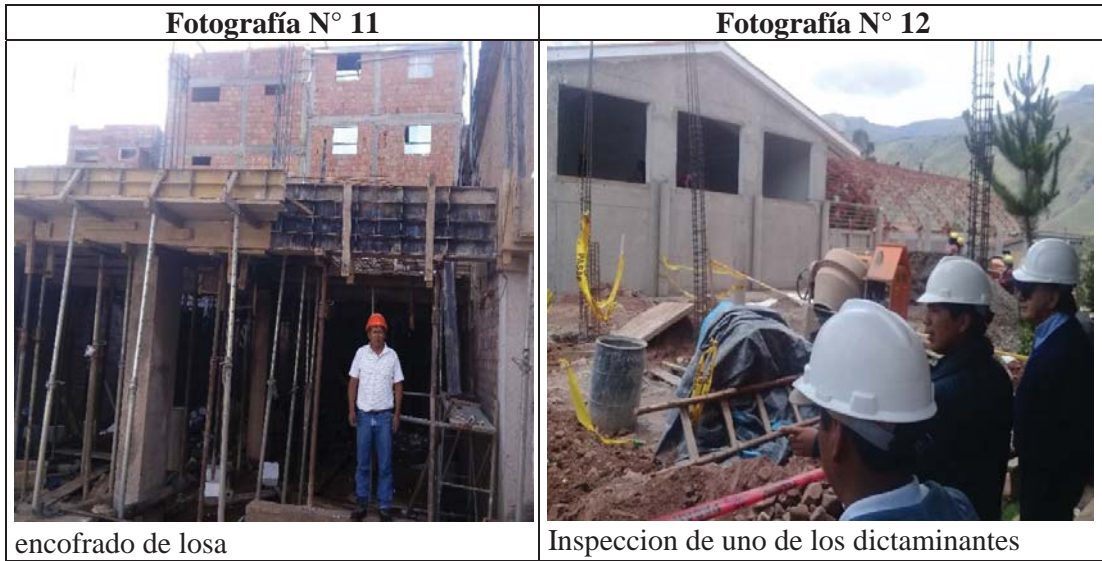 Fotografía N° 11
Fotografía N° 12
encofrado de losa
Inspeccion de uno de los dictaminantes